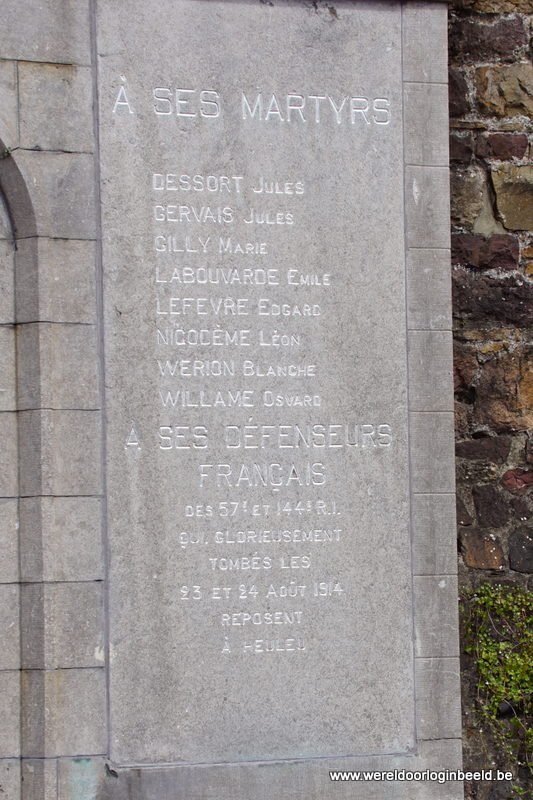 À SES MARTYRS
DESSORT JULES
GERVAIS JULES
GILLY MARIE
LABOUVARDE EMILE
LEFEVRE EDGARD
NICODÈME LÉON
WERION BLANCHE
WILLAME OSVARD
A SES DÉFENSEURS
FRANÇAIS
DES 57E ET 144E R.I.
QUI, GLORIEUSEMENT
TOMBÉS LES
23 ET 24 AOÛT 1914
REPOSENT
À HEULEU
www.wereldoorloginbeeld.be